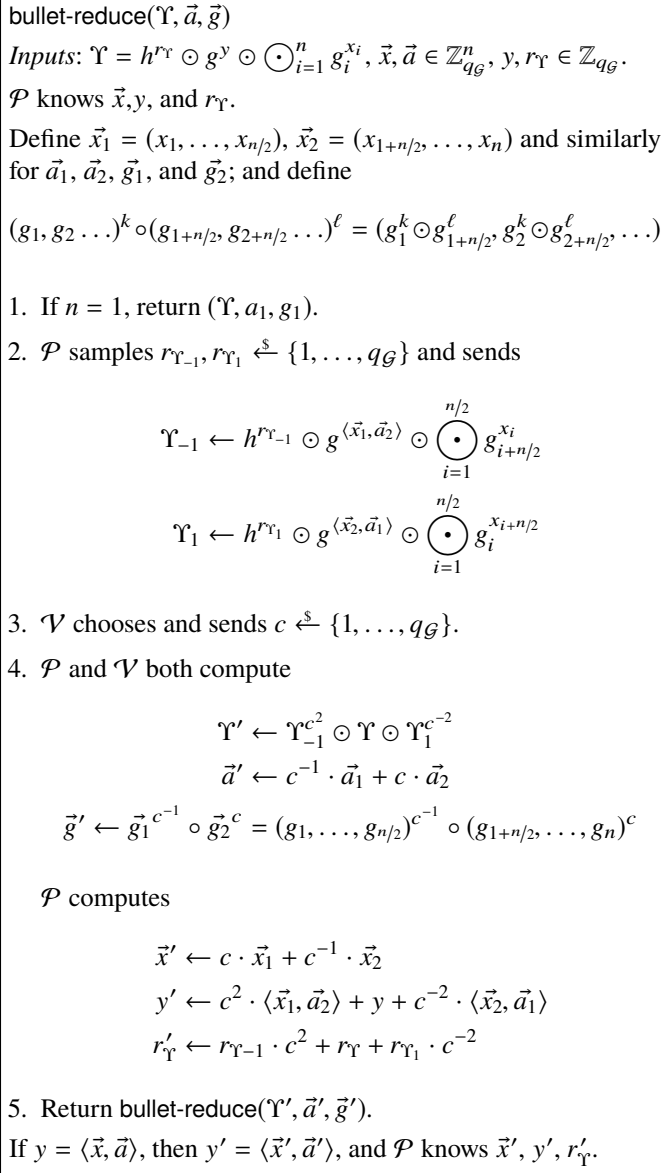 bullet-reduce(ϒ, a⃗, g⃗)
Inputs: ϒ = h^{r_ϒ} ⊙ g^y ⊙ ⨀_{i=1}^{n} g_i^{x_i}, x⃗, a⃗ ∈ ℤ^n_{q_𝒢}, y, r_ϒ ∈ ℤ_{q_𝒢}.
𝒫 knows x⃗,y, and r_ϒ.
Define x⃗_1 = (x_1, . . . , x_{n/2}), x⃗_2 = (x_{1+n/2}, . . . , x_n) and similarly
for a⃗_1, a⃗_2, g⃗_1, and g⃗_2; and define
(g_1, g_2 . . .)^k ∘ (g_{1+n/2}, g_{2+n/2} . . .)^ℓ = (g_1^k ⊙ g_{1+n/2}^ℓ, g_2^k ⊙ g_{2+n/2}^ℓ, . . .)
1. If n = 1, return (ϒ, a_1, g_1).
2. 𝒫 samples r_{ϒ_{-1}}, r_{ϒ_1} ←$ {1, . . . , q_𝒢} and sends
ϒ_{-1} ← h^{r_{ϒ_{-1}}} ⊙ g^{⟨x⃗_1, a⃗_2⟩} ⊙ ⨀_{i=1}^{n/2} g_{i+n/2}^{x_i}
ϒ_1 ← h^{r_{ϒ_1}} ⊙ g^{⟨x⃗_2, a⃗_1⟩} ⊙ ⨀_{i=1}^{n/2} g_i^{x_{i+n/2}}
3. 𝒱 chooses and sends c ←$ {1, . . . , q_𝒢}.
4. 𝒫 and 𝒱 both compute
ϒ′ ← ϒ_{-1}^{c^2} ⊙ ϒ ⊙ ϒ_1^{c^{-2}}
a⃗′ ← c^{-1} · a⃗_1 + c · a⃗_2
g⃗′ ← g⃗_1^{c^{-1}} ∘ g⃗_2^c = (g_1, . . . , g_{n/2})^{c^{-1}} ∘ (g_{1+n/2}, . . . , g_n)^c
𝒫 computes
x⃗′ ← c · x⃗_1 + c^{-1} · x⃗_2
y′ ← c^2 · ⟨x⃗_1, a⃗_2⟩ + y + c^{-2} · ⟨x⃗_2, a⃗_1⟩
r′_ϒ ← r_{ϒ-1} · c^2 + r_ϒ + r_{ϒ_1} · c^{-2}
5. Return bullet-reduce(ϒ′, a⃗′, g⃗′).
If y = ⟨x⃗, a⃗⟩, then y′ = ⟨x⃗′, a⃗′⟩, and 𝒫 knows x⃗′, y′, r′_ϒ.